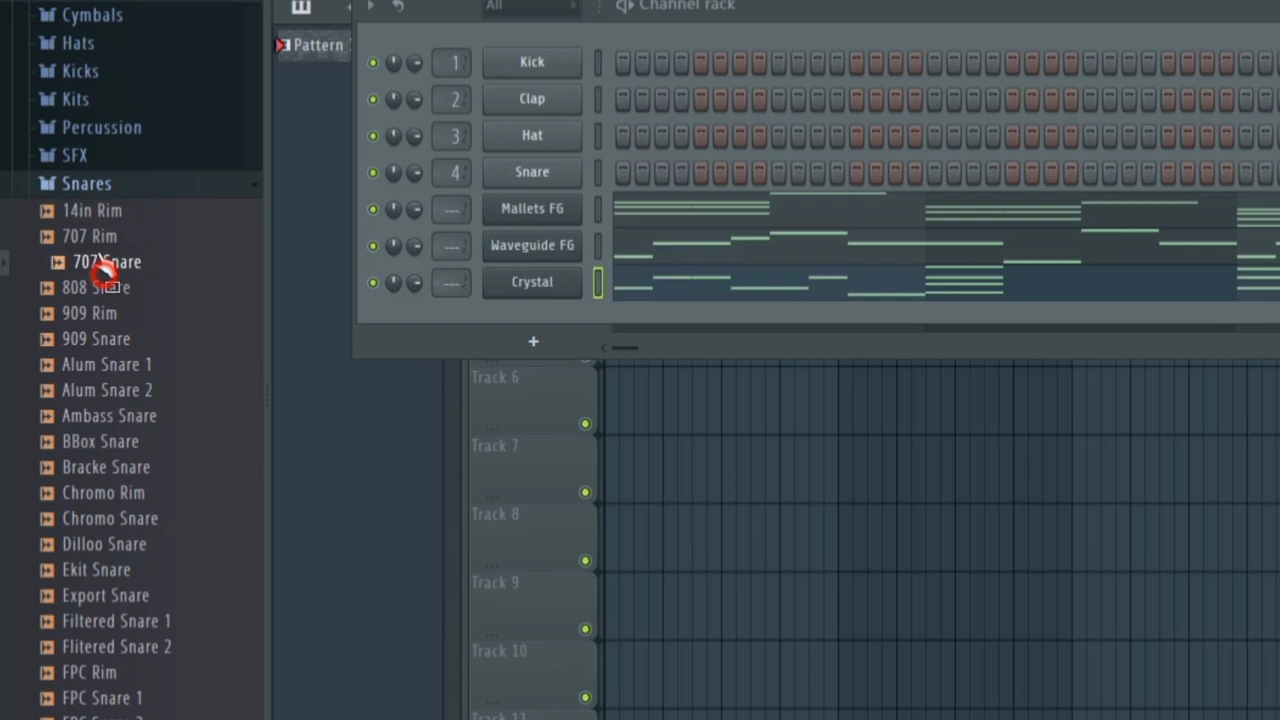 Cymbals
Hats
Kicks
Kits
Percussion
SFX
Snares
14in Rim
707 Rim
707 Snare
808 Snare
909 Rim
909 Snare
Alum Snare 1
Alum Snare 2
Ambass Snare
BBox Snare
Bracke Snare
Chromo Rim
Chromo Snare
Dilloo Snare
Ekit Snare
Export Snare
Filtered Snare 1
Flitered Snare 2
FPC Rim
FPC Snare 1
Pattern
All
Channel rack
1 Kick
2 Clap
3 Hat
4 Snare
--- Mallets FG
--- Waveguide FG
--- Crystal
+
Track 6
Track 7
Track 8
Track 9
Track 10
Track 11